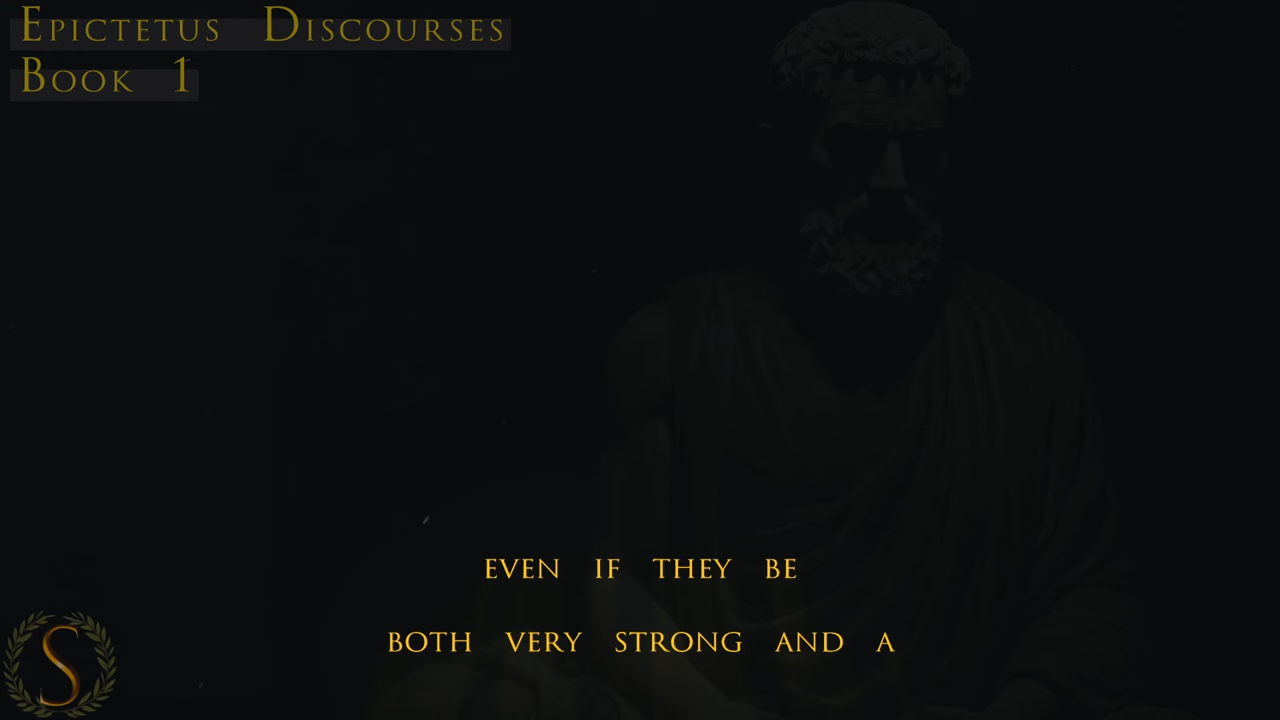 Epictetus Discourses
Book 1
EVEN IF THEY BE
BOTH VERY STRONG AND A
S